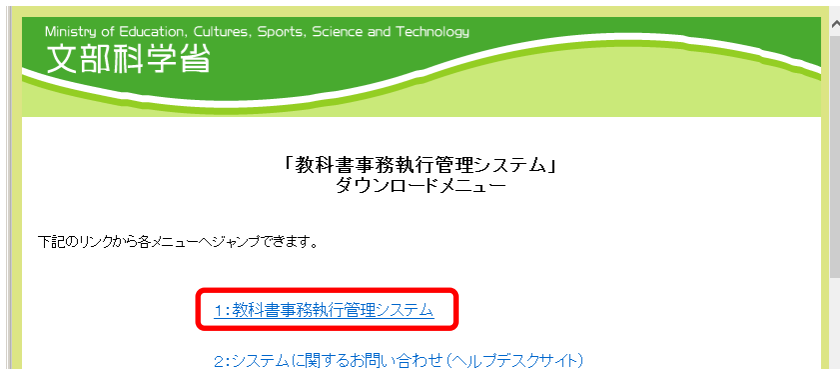 Ministry of Education, Cultures, Sports, Science and Technology
文部科学省
「教科書事務執行管理システム」
ダウンロードメニュー
下記のリンクから各メニューへジャンプできます。
1:教科書事務執行管理システム
2:システムに関するお問い合わせ(ヘルプデスクサイト)